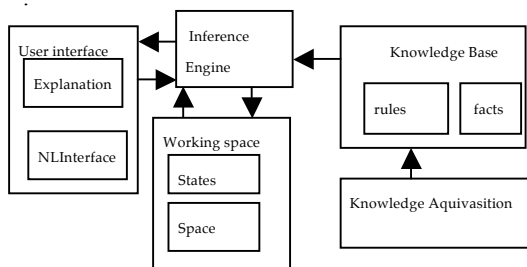 User interface
Explanation
NLInterface
Inference
Engine
Working space
States
Space
Knowledge Base
rules
facts
Knowledge Aquivasition